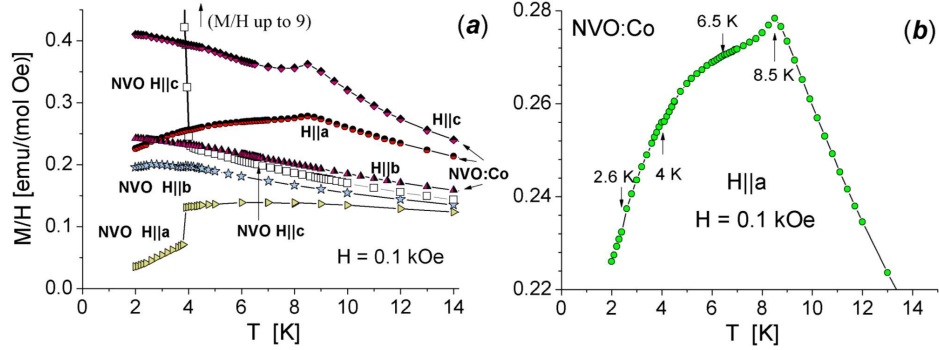 (M/H up to 9)
(a)
0.4
0.3
0.2
0.1
0.0
M/H [emu/(mol Oe)]
NVO H||c
H||c
H||a
H||b
NVO:Co
NVO H||b
NVO H||a
NVO H||c
H = 0.1 kOe
0 2 4 6 8 10 12 14
T [K]
NVO:Co
(b)
0.28
0.26
0.24
0.22
6.5 K
8.5 K
2.6 K
4 K
H||a
H = 0.1 kOe
0 2 4 6 8 10 12 14
T [K]